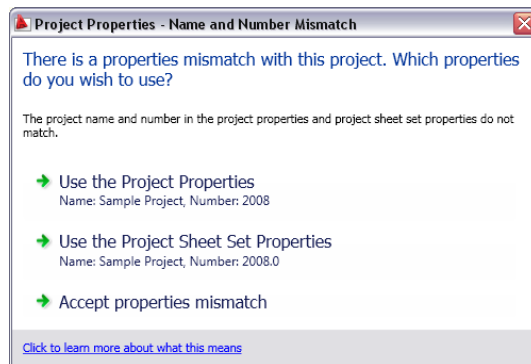 Project Properties - Name and Number Mismatch
There is a properties mismatch with this project. Which properties
do you wish to use?
The project name and number in the project properties and project sheet set properties do not
match.
Use the Project Properties
Name: Sample Project, Number: 2008
Use the Project Sheet Set Properties
Name: Sample Project, Number: 2008.0
Accept properties mismatch
Click to learn more about what this means